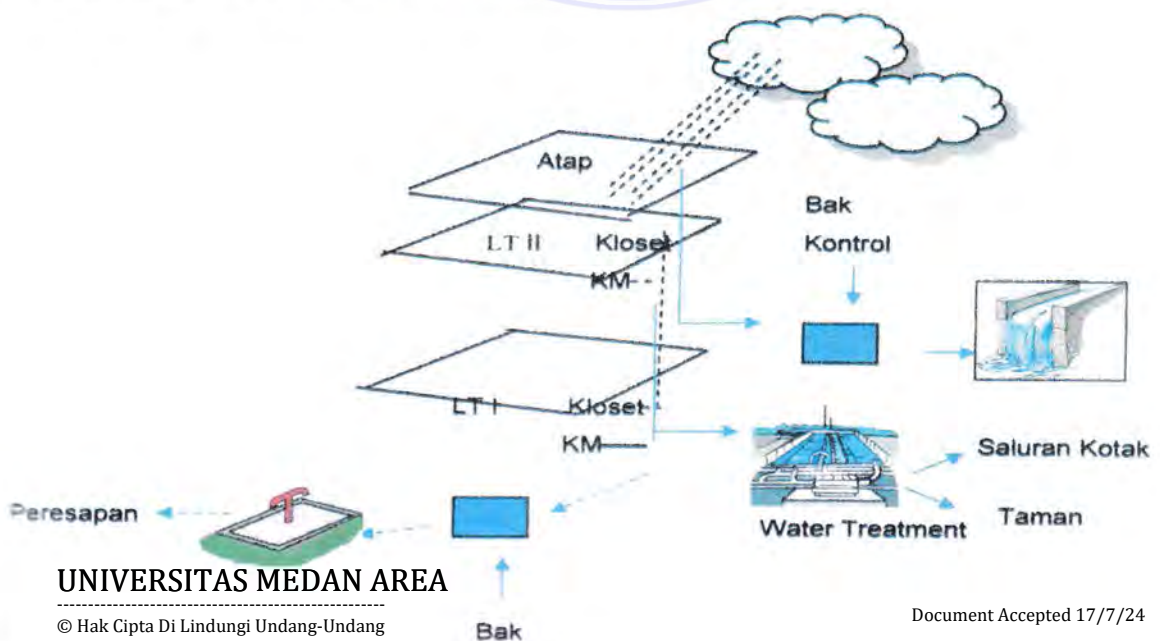 Atap
Bak
Kontrol
LT II Kloset
KM
LT I Kloset
KM
Saluran Kotak
Peresapan
Taman
Water Treatment
Bak
UNIVERSITAS MEDAN AREA
© Hak Cipta Di Lindungi Undang-Undang
Document Accepted 17/7/24